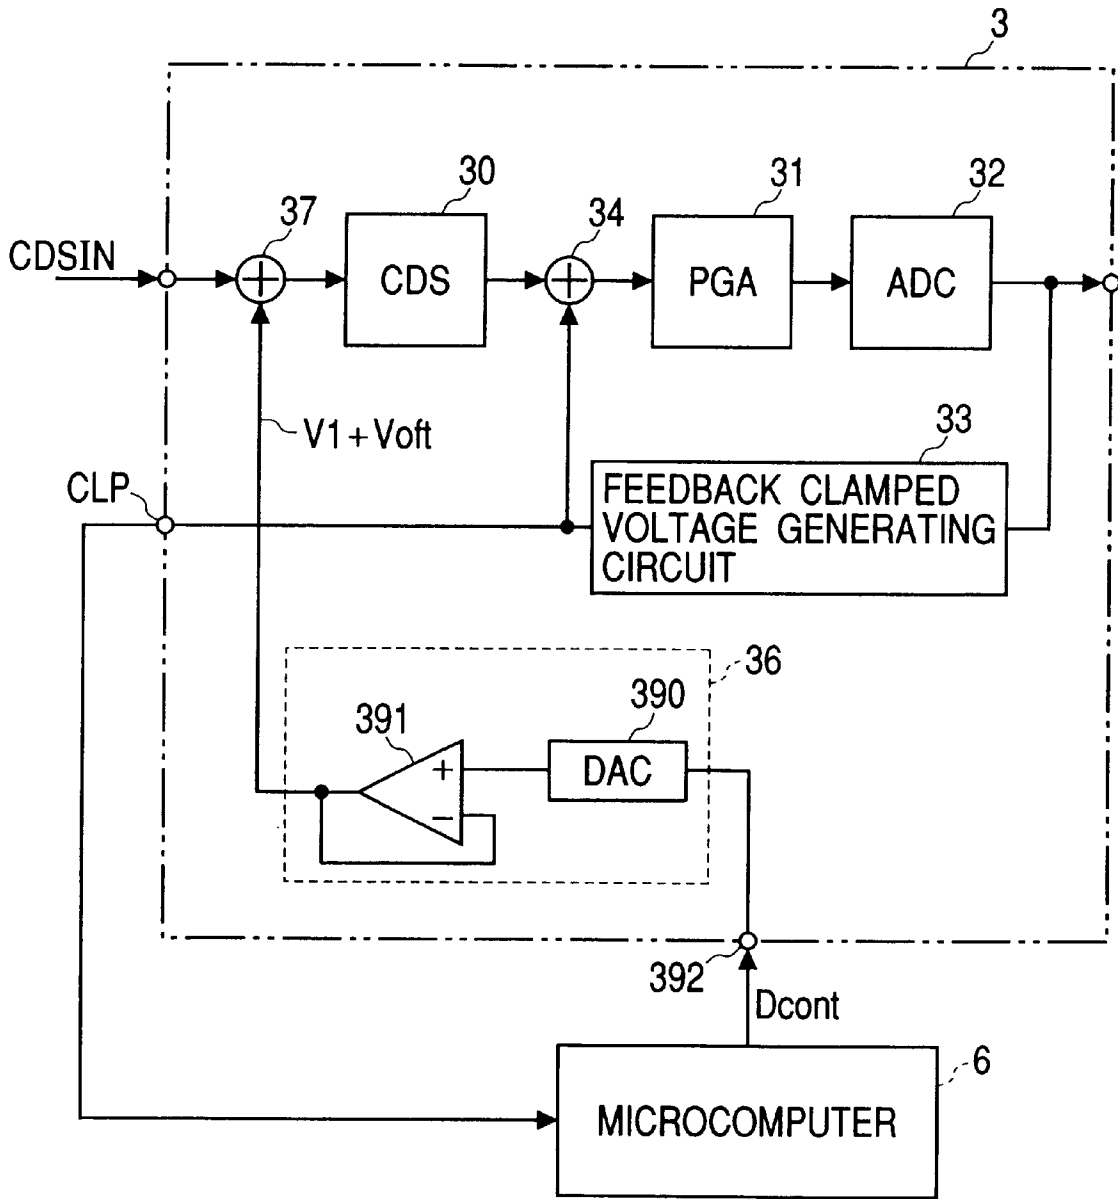 3
30
31
32
37
34
CDSIN
+
CDS
+
PGA
ADC
V1+Voft
33
CLP
FEEDBACK CLAMPED
VOLTAGE GENERATING
CIRCUIT
36
390
391
+
DAC
−
392
Dcont
6
MICROCOMPUTER